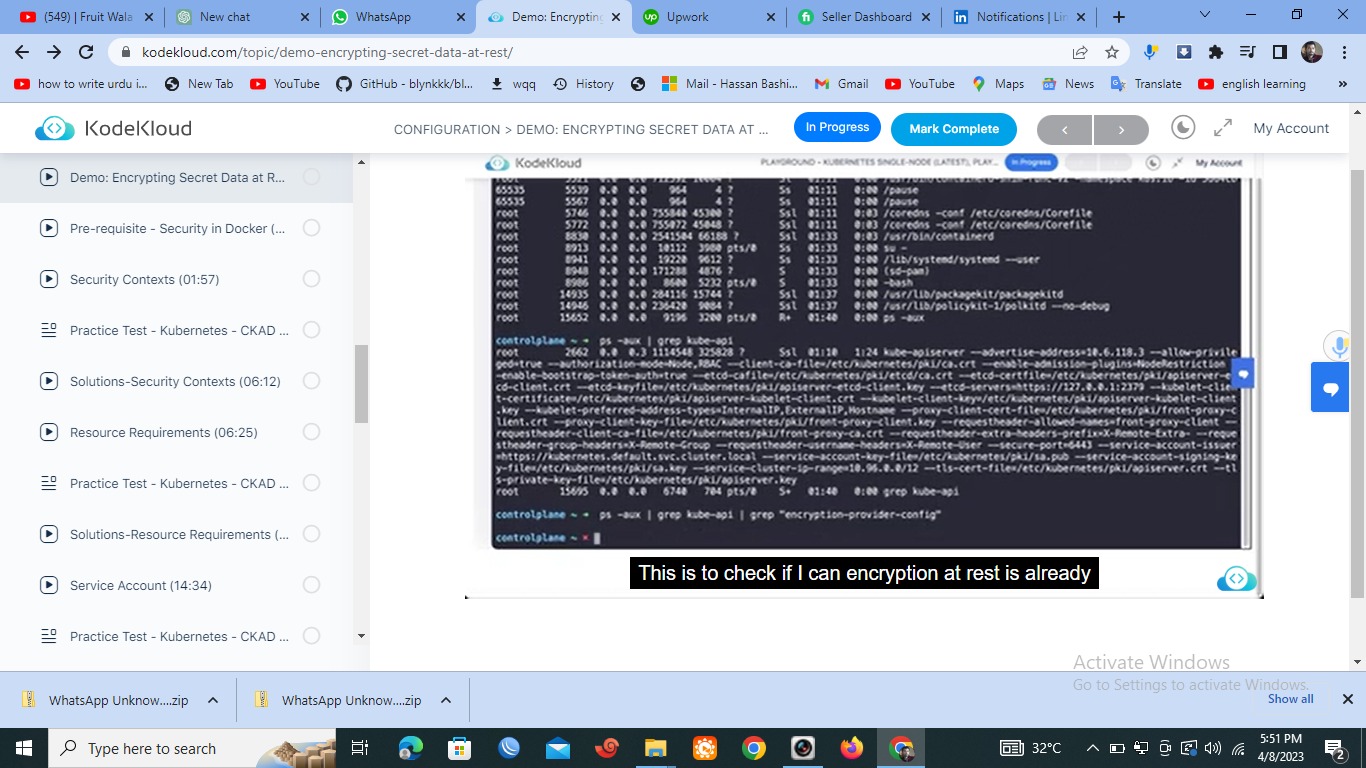 (549) | Fruit Wala
New chat
WhatsApp
Demo: Encrypting
Upwork
Seller Dashboard
Notifications | Lin
kodekloud.com/topic/demo-encrypting-secret-data-at-rest/
how to write urdu i...
New Tab
YouTube
GitHub - blynkkk/bl...
wqq
History
Mail - Hassan Bashi...
Gmail
YouTube
Maps
News
Translate
english learning
KodeKloud
CONFIGURATION > DEMO: ENCRYPTING SECRET DATA AT ...
In Progress
Mark Complete
My Account
Demo: Encrypting Secret Data at R...
Pre-requisite - Security in Docker (...
Security Contexts (01:57)
Practice Test - Kubernetes - CKAD ...
Solutions-Security Contexts (06:12)
Resource Requirements (06:25)
Practice Test - Kubernetes - CKAD ...
Solutions-Resource Requirements (...
Service Account (14:34)
Practice Test - Kubernetes - CKAD ...
KodeKloud
PLAYGROUND • KUBERNETES SINGLE-NODE (LATEST), PLAY...
In Progress
My Account
65535 5539 0.0 0.0 964 4 ? Ss 01:11 0:00 /pause
65535 5567 0.0 0.0 964 4 ? Ss 01:11 0:00 /pause
root 5746 0.0 0.0 755840 45300 ? Ssl 01:11 0:03 /coredns -conf /etc/coredns/Corefile
root 5772 0.0 0.0 755072 45048 ? Ssl 01:11 0:03 /coredns -conf /etc/coredns/Corefile
root 8830 0.0 0.0 2541504 66188 ? Ssl 01:33 0:03 /usr/bin/containerd
root 8913 0.0 0.0 10112 3980 pts/0 Ss 01:33 0:00 su -
root 8941 0.0 0.0 19220 9612 ? Ss 01:33 0:00 /lib/systemd/systemd --user
root 8948 0.0 0.0 171288 4876 ? S 01:33 0:00 (sd-pam)
root 8986 0.0 0.0 8600 5232 pts/0 S 01:33 0:00 -bash
root 14935 0.0 0.0 284116 15744 ? Ssl 01:37 0:00 /usr/lib/packagekit/packagekitd
root 14946 0.0 0.0 236420 9084 ? Ssl 01:37 0:00 /usr/lib/policykit-1/polkitd --no-debug
root 15652 0.0 0.0 9196 3200 pts/0 R+ 01:40 0:00 ps -aux
controlplane ~ ➜ ps -aux | grep kube-api
root 2662 0.0 0.3 1114548 325828 ? Ssl 01:10 1:24 kube-apiserver --advertise-address=10.6.118.3 --allow-privile
ged=true --authorization-mode=Node,RBAC --client-ca-file=/etc/kubernetes/pki/ca.crt --enable-admission-plugins=NodeRestriction
enable-bootstrap-token-auth=true --etcd-cafile=/etc/kubernetes/pki/etcd/ca.crt --etcd-certfile=/etc/kubernetes/pki/apiserver-et
cd-client.crt --etcd-keyfile=/etc/kubernetes/pki/apiserver-etcd-client.key --etcd-servers=https://127.0.0.1:2379 --kubelet-clie
t-certificate=/etc/kubernetes/pki/apiserver-kubelet-client.crt --kubelet-client-key=/etc/kubernetes/pki/apiserver-kubelet-client
.key --kubelet-preferred-address-types=InternalIP,ExternalIP,Hostname --proxy-client-cert-file=/etc/kubernetes/pki/front-proxy-c
lient.crt --proxy-client-key-file=/etc/kubernetes/pki/front-proxy-client.key --requestheader-allowed-names=front-proxy-client --
requestheader-client-ca-file=/etc/kubernetes/pki/front-proxy-ca.crt --requestheader-extra-headers-prefix=X-Remote-Extra- --reque
theader-group-headers=X-Remote-Group --requestheader-username-headers=X-Remote-User --secure-port=6443 --service-account-issuer
https://kubernetes.default.svc.cluster.local --service-account-key-file=/etc/kubernetes/pki/sa.pub --service-account-signing-ke
y-file=/etc/kubernetes/pki/sa.key --service-cluster-ip-range=10.96.0.0/12 --tls-cert-file=/etc/kubernetes/pki/apiserver.crt --tl
s-private-key-file=/etc/kubernetes/pki/apiserver.key
root 15695 0.0 0.0 6740 704 pts/0 S+ 01:40 0:00 grep kube-api
controlplane ~ ➜ ps -aux | grep kube-api | grep "encryption-provider-config"
controlplane ~ ✖
This is to check if I can encryption at rest is already
Activate Windows
Go to Settings to activate Windows.
WhatsApp Unknow....zip
WhatsApp Unknow....zip
Show all
Type here to search
32°C
5:51 PM
4/8/2023
2